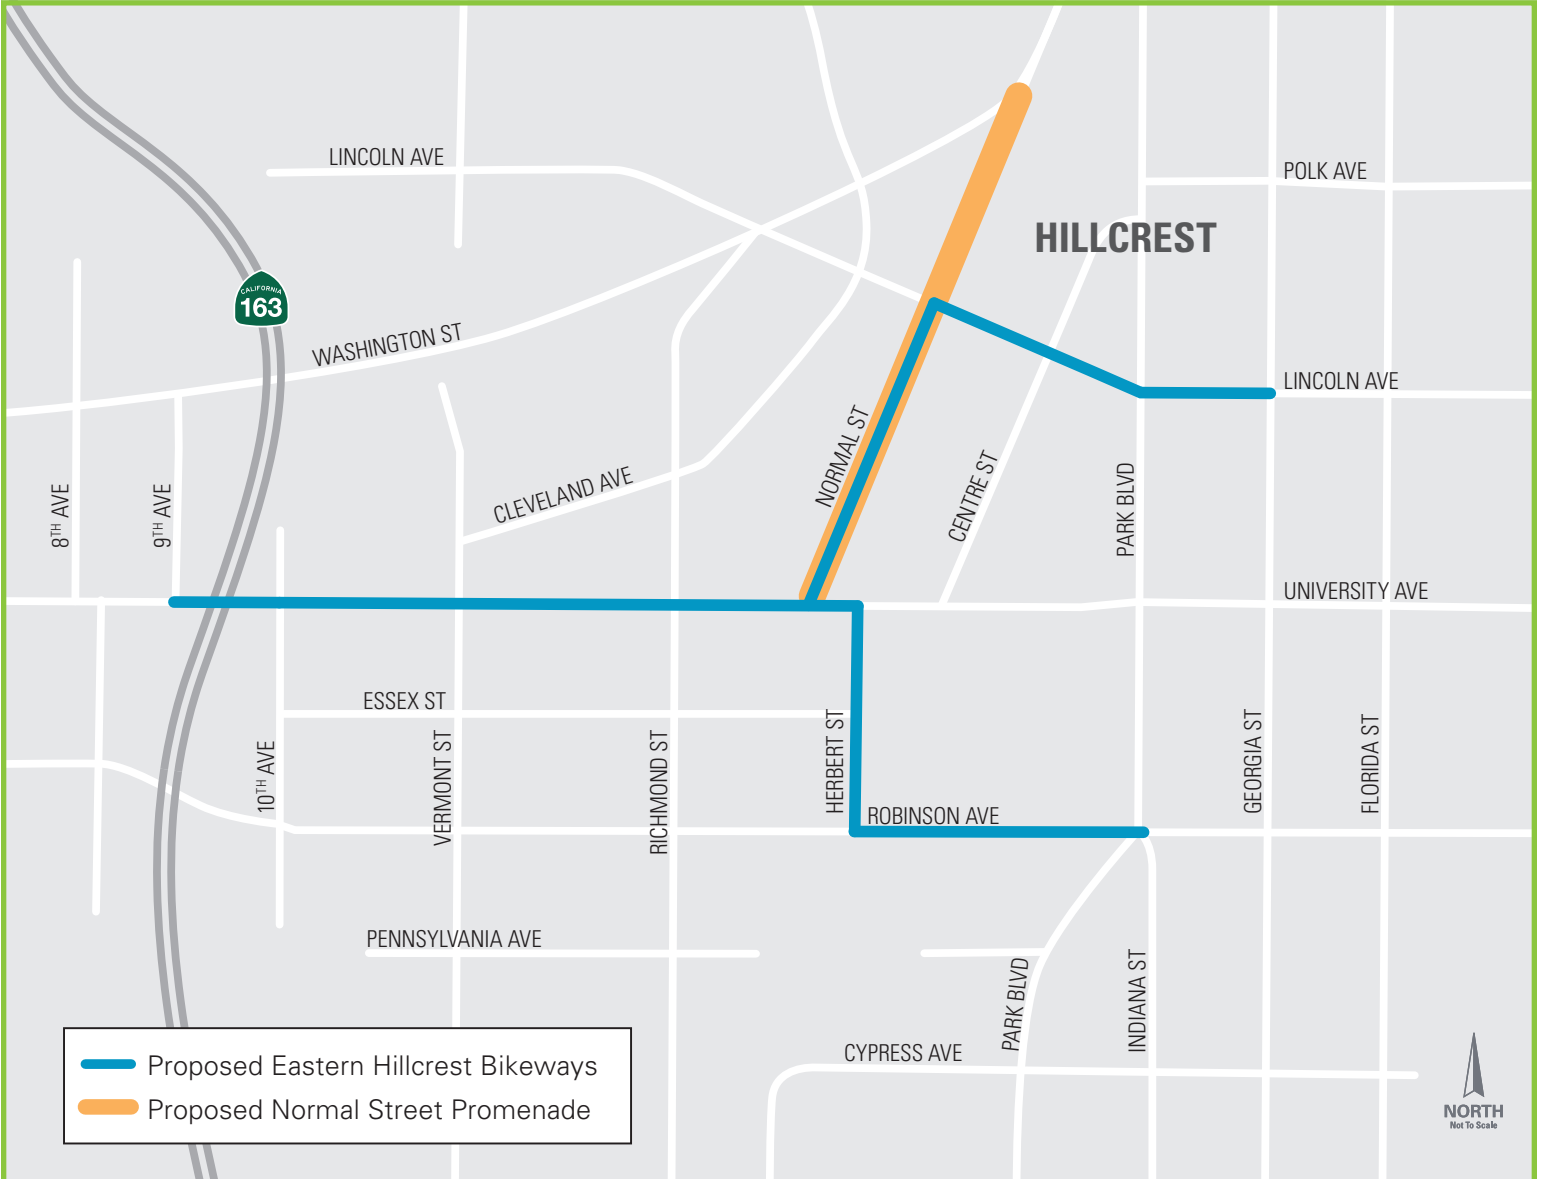 LINCOLN AVE
POLK AVE
HILLCREST
CALIFORNIA
163
WASHINGTON ST
LINCOLN AVE
NORMAL ST
CLEVELAND AVE
CENTRE ST
PARK BLVD
8TH AVE
9TH AVE
UNIVERSITY AVE
ESSEX ST
10TH AVE
VERMONT ST
RICHMOND ST
HERBERT ST
GEORGIA ST
FLORIDA ST
ROBINSON AVE
PENNSYLVANIA AVE
PARK BLVD
INDIANA ST
CYPRESS AVE
Proposed Eastern Hillcrest Bikeways
Proposed Normal Street Promenade
NORTH
Not To Scale